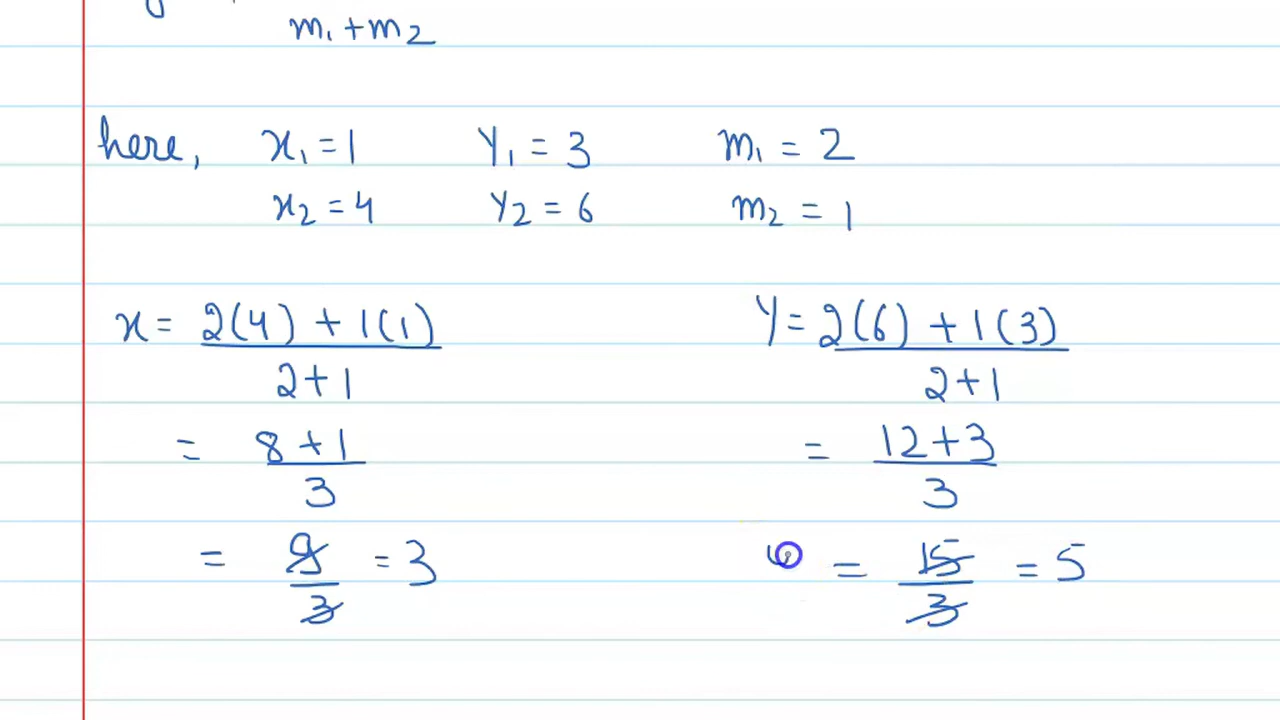 m₁ + m₂
here, x₁ = 1 y₁ = 3 m₁ = 2
x₂ = 4 y₂ = 6 m₂ = 1
x = 2(4) + 1(1) y = 2(6) + 1(3)
2 + 1 2 + 1
= 8 + 1 = 12 + 3
3 3
= 9 = 3 = 15 = 5
3 3